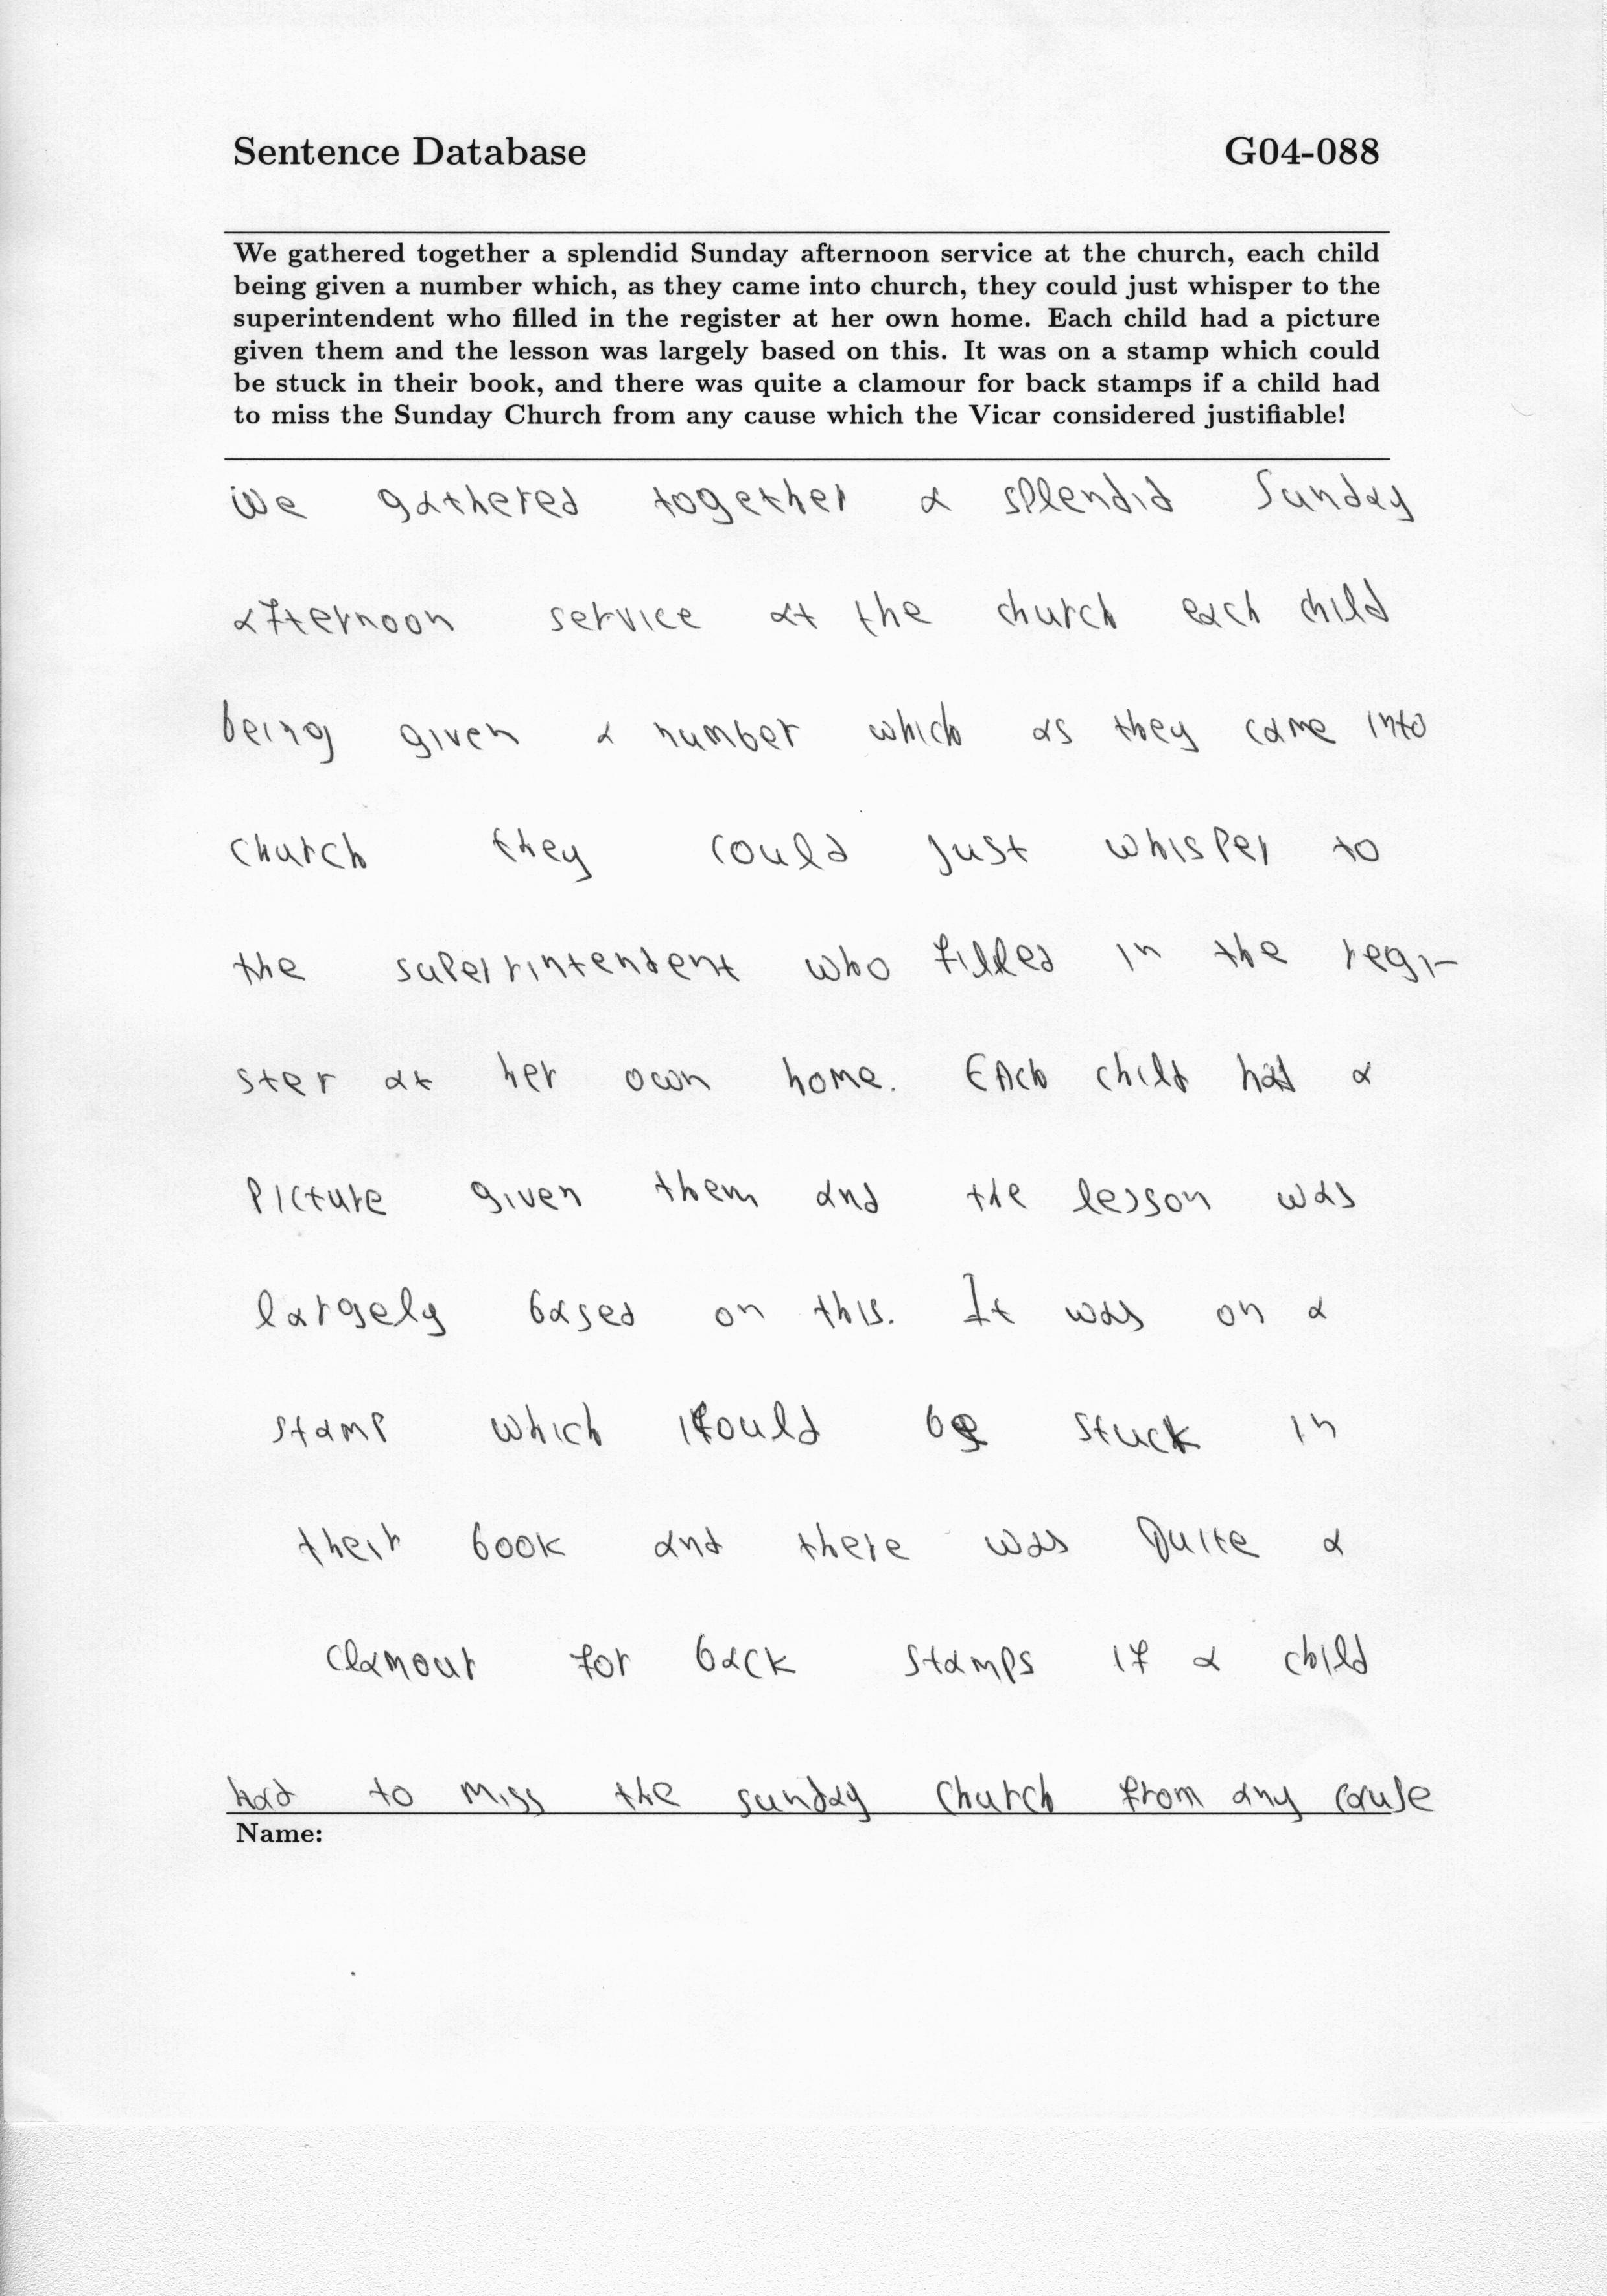 Sentence Database G04-088
We gathered together a splendid Sunday afternoon service at the church, each child
being given a number which, as they came into church, they could just whisper to the
superintendent who filled in the register at her own home. Each child had a picture
given them and the lesson was largely based on this. It was on a stamp which could
be stuck in their book, and there was quite a clamour for back stamps if a child had
to miss the Sunday Church from any cause which the Vicar considered justifiable!
We gathered together a splendid Sunday
afternoon service at the church each child
being given a number which as they came into
church they could just whisper to
the superrintendent who filled in the regi-
ster at her own home. Each child had a
picture given them and the lesson was
largely based on this. It was on a
stamp which could be stuck in
their book and there was Quite a
clamour for back stamps if a child
had to miss the sunday church from any cause
Name: